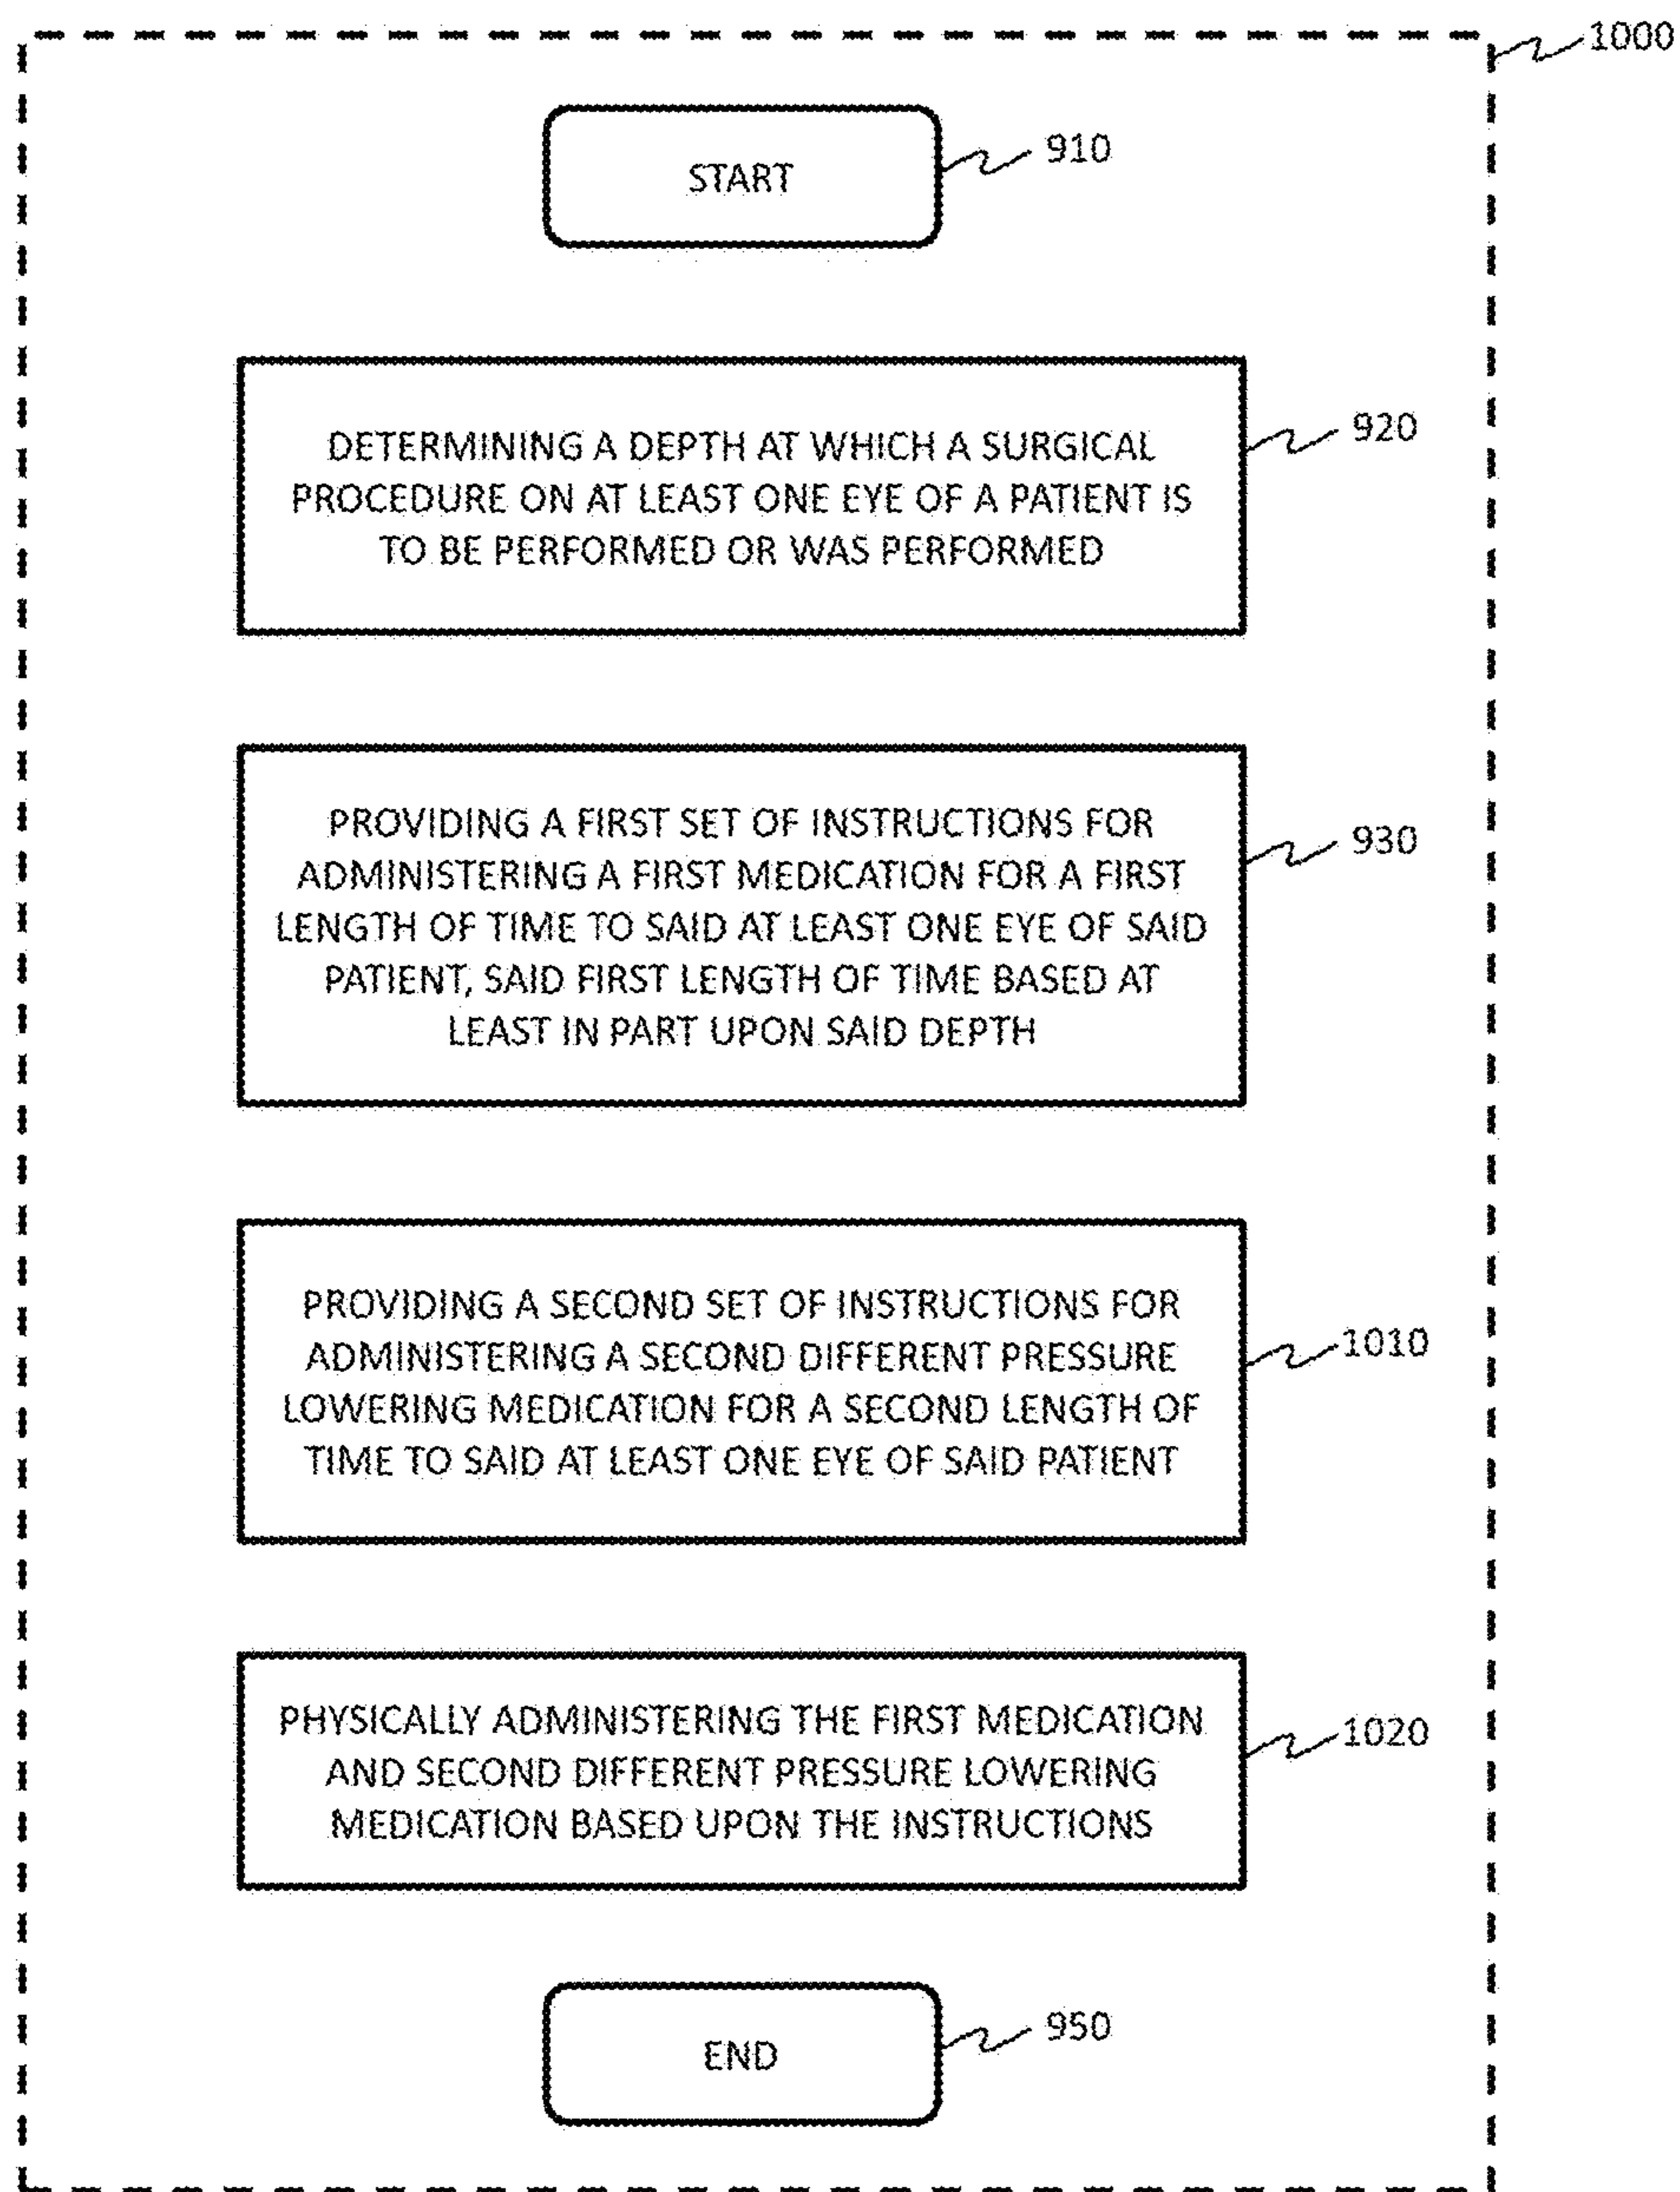 1000
START
910
DETERMINING A DEPTH AT WHICH A SURGICAL
PROCEDURE ON AT LEAST ONE EYE OF A PATIENT IS
TO BE PERFORMED OR WAS PERFORMED
920
PROVIDING A FIRST SET OF INSTRUCTIONS FOR
ADMINISTERING A FIRST MEDICATION FOR A FIRST
LENGTH OF TIME TO SAID AT LEAST ONE EYE OF SAID
PATIENT, SAID FIRST LENGTH OF TIME BASED AT
LEAST IN PART UPON SAID DEPTH
930
PROVIDING A SECOND SET OF INSTRUCTIONS FOR
ADMINISTERING A SECOND DIFFERENT PRESSURE
LOWERING MEDICATION FOR A SECOND LENGTH OF
TIME TO SAID AT LEAST ONE EYE OF SAID PATIENT
1010
PHYSICALLY ADMINISTERING THE FIRST MEDICATION
AND SECOND DIFFERENT PRESSURE LOWERING
MEDICATION BASED UPON THE INSTRUCTIONS
1020
END
950